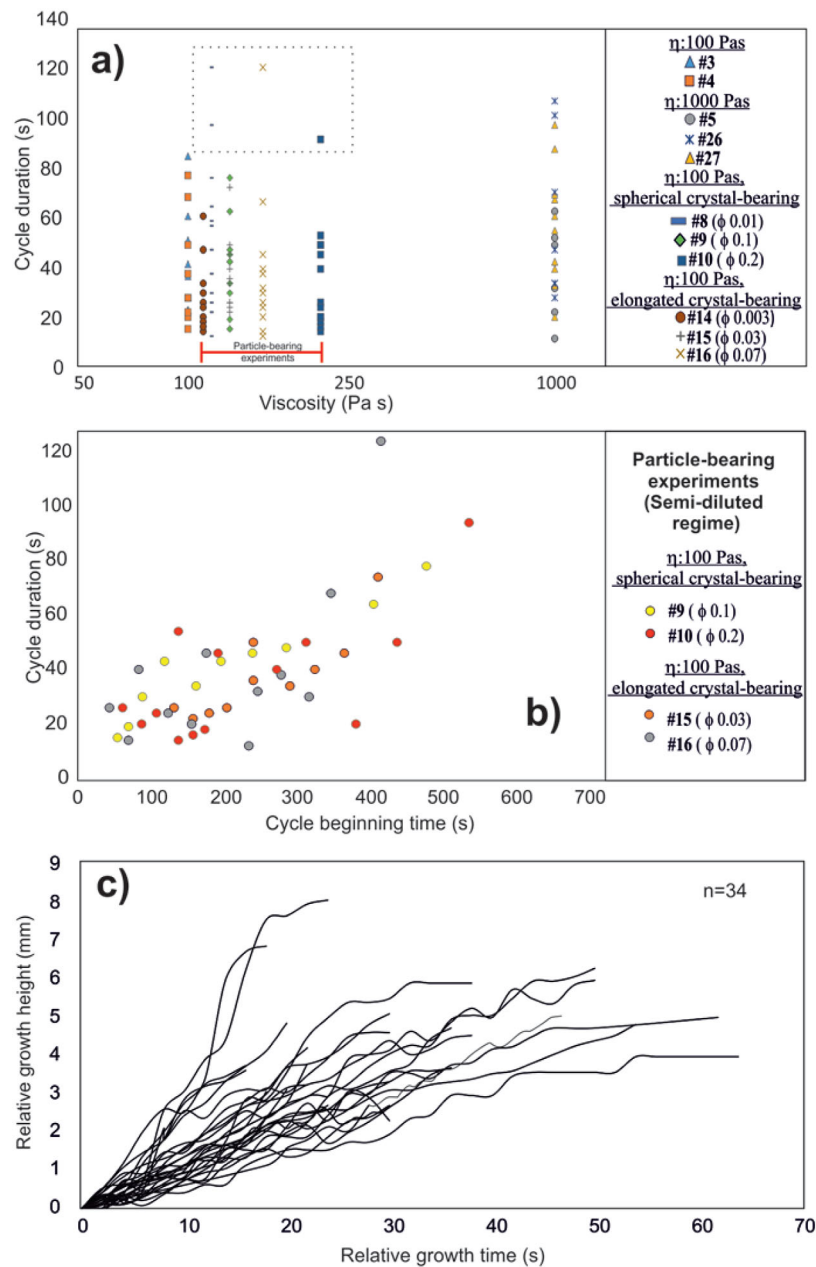 a)
Cycle duration (s)
140
120
100
80
60
40
20
0
50
100
250
1000
Viscosity (Pa s)
Particle-bearing
experiments
η:100 Pas
#3
#4
η:1000 Pas
#5
#26
#27
η:100 Pas,
spherical crystal-bearing
#8 (ϕ 0.01)
#9 (ϕ 0.1)
#10 (ϕ 0.2)
η:100 Pas,
elongated crystal-bearing
#14 (ϕ 0.003)
#15 (ϕ 0.03)
#16 (ϕ 0.07)
b)
Cycle duration (s)
120
100
80
60
40
20
0
0
100
200
300
400
500
600
700
Cycle beginning time (s)
Particle-bearing
experiments
(Semi-diluted
regime)
η:100 Pas,
spherical crystal-bearing
#9 ( ϕ 0.1)
#10 ( ϕ 0.2)
η:100 Pas,
elongated crystal-bearing
#15 ( ϕ 0.03)
#16 ( ϕ 0.07)
c)
n=34
Relative growth height (mm)
9
8
7
6
5
4
3
2
1
0
0
10
20
30
40
50
60
70
Relative growth time (s)